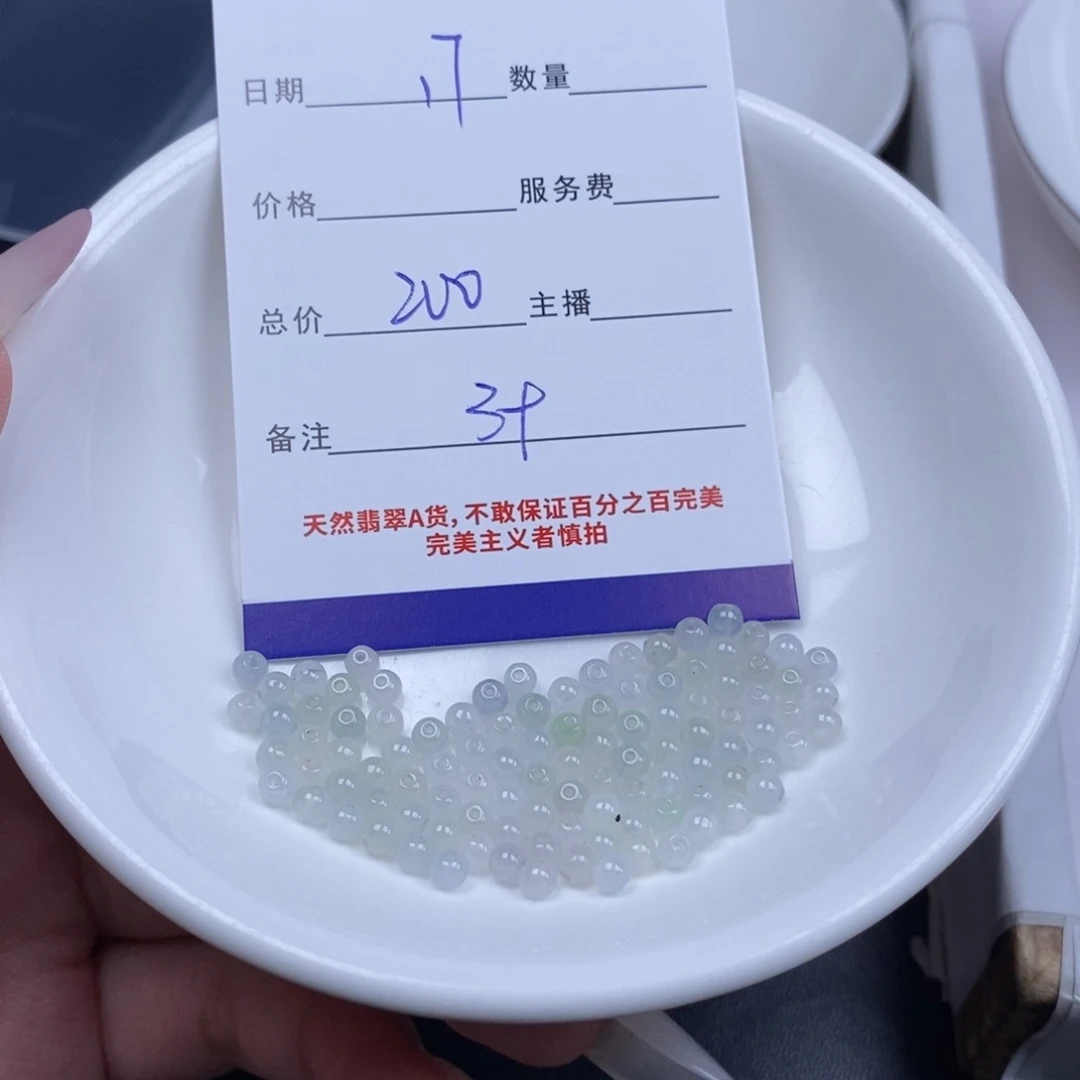 日期 17 数量
价格 服务费
总价 200 主播
备注 3+
天然翡翠A货,不敢保证百分之百完美
完美主义者慎拍